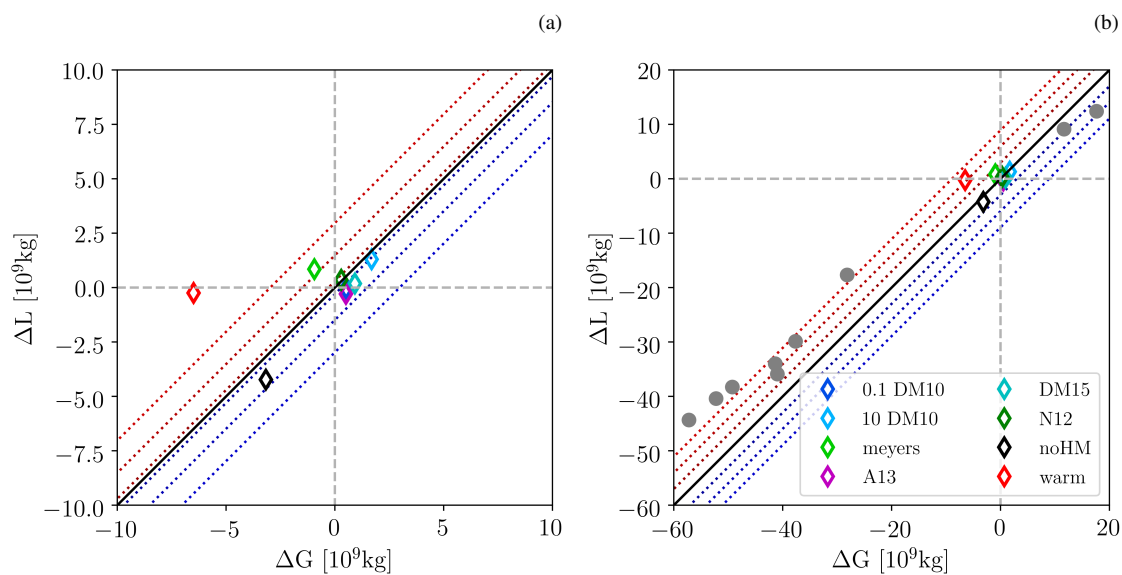 (a)
(b)
10.0
7.5
5.0
2.5
0.0
−2.5
−5.0
−7.5
−10.0
−10
−5
0
5
10
ΔL [10⁹kg]
ΔG [10⁹kg]
20
10
0
−10
−20
−30
−40
−50
−60
−60
−40
−20
0
20
ΔL [10⁹kg]
ΔG [10⁹kg]
0.1 DM10
10 DM10
meyers
A13
DM15
N12
noHM
warm